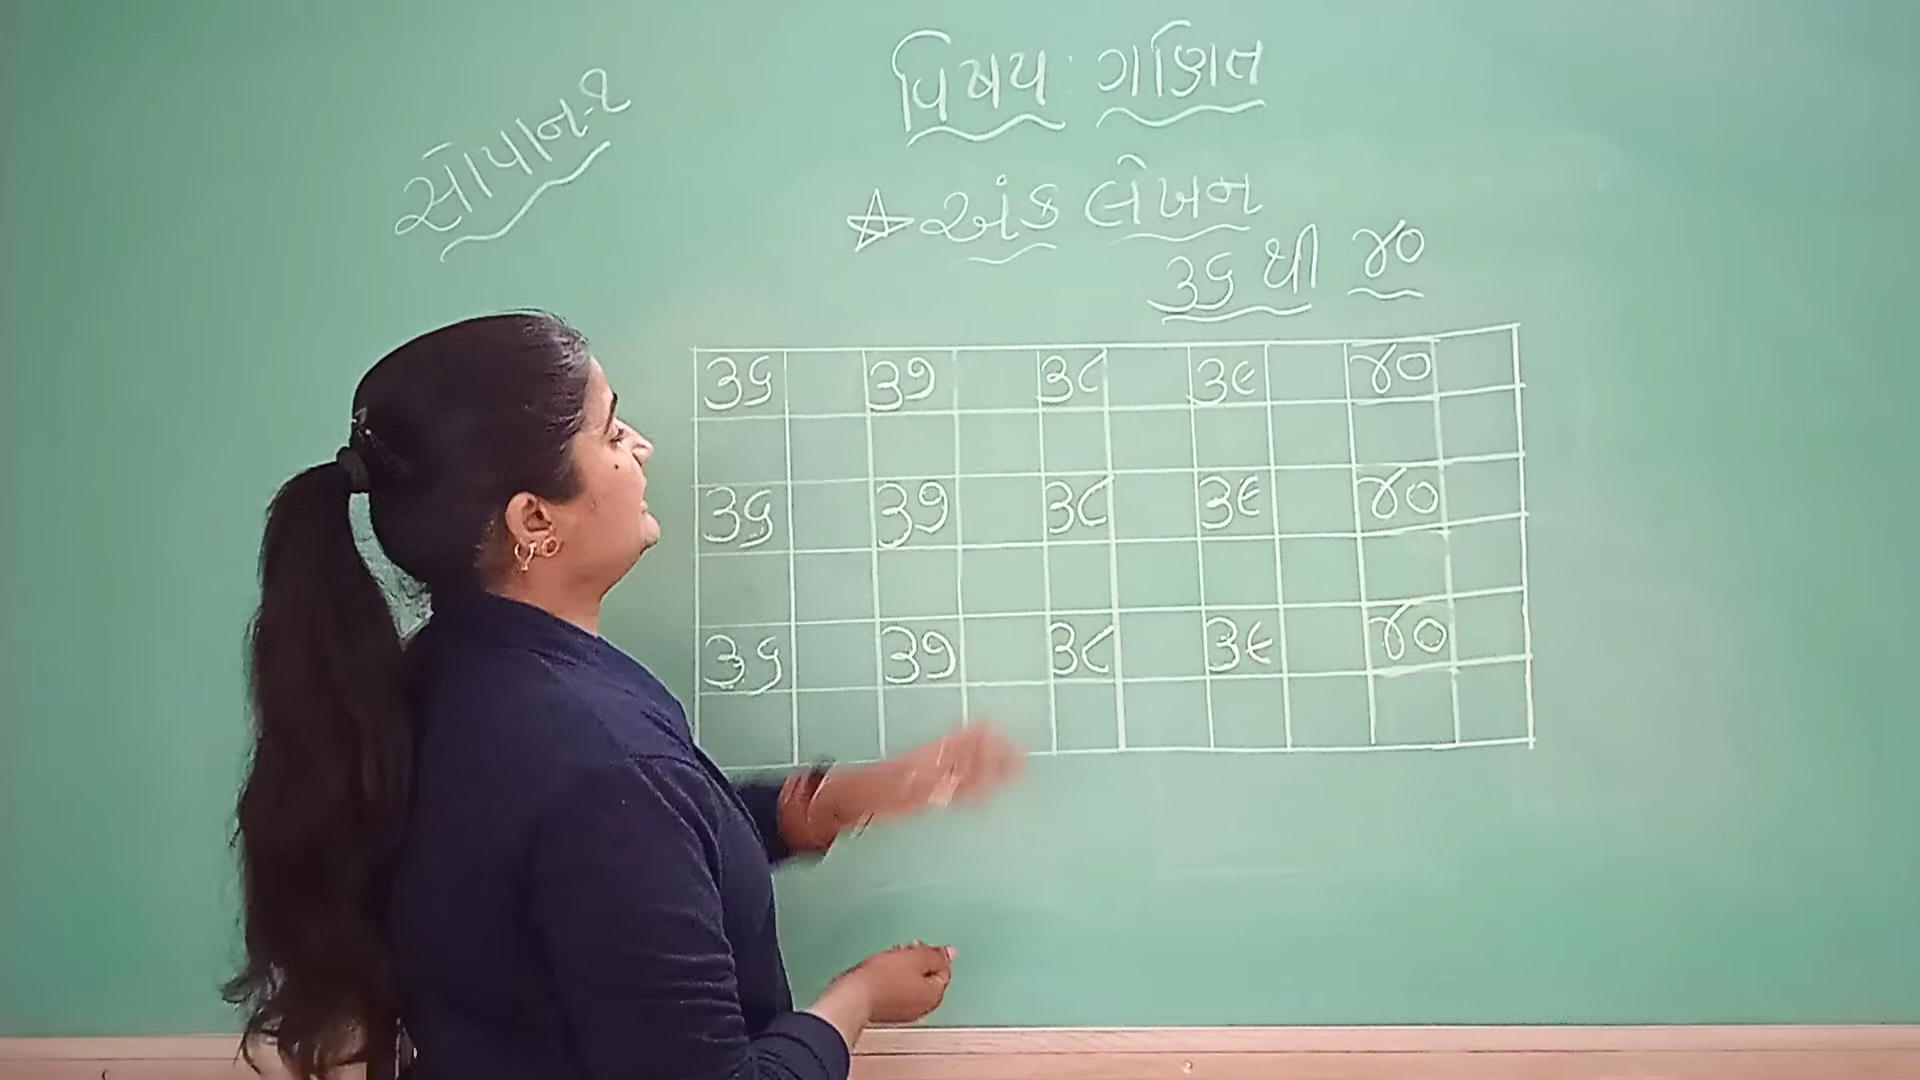 સોપાન-૨
વિષય : ગણિત
☆ અંક લેખન
૩૬ થી ૪૦
૩૬ ૩૭ ૩૮ ૩૯ ૪૦
૩૬ ૩૭ ૩૮ ૩૯ ૪૦
૩૬ ૩૭ ૩૮ ૩૯ ૪૦